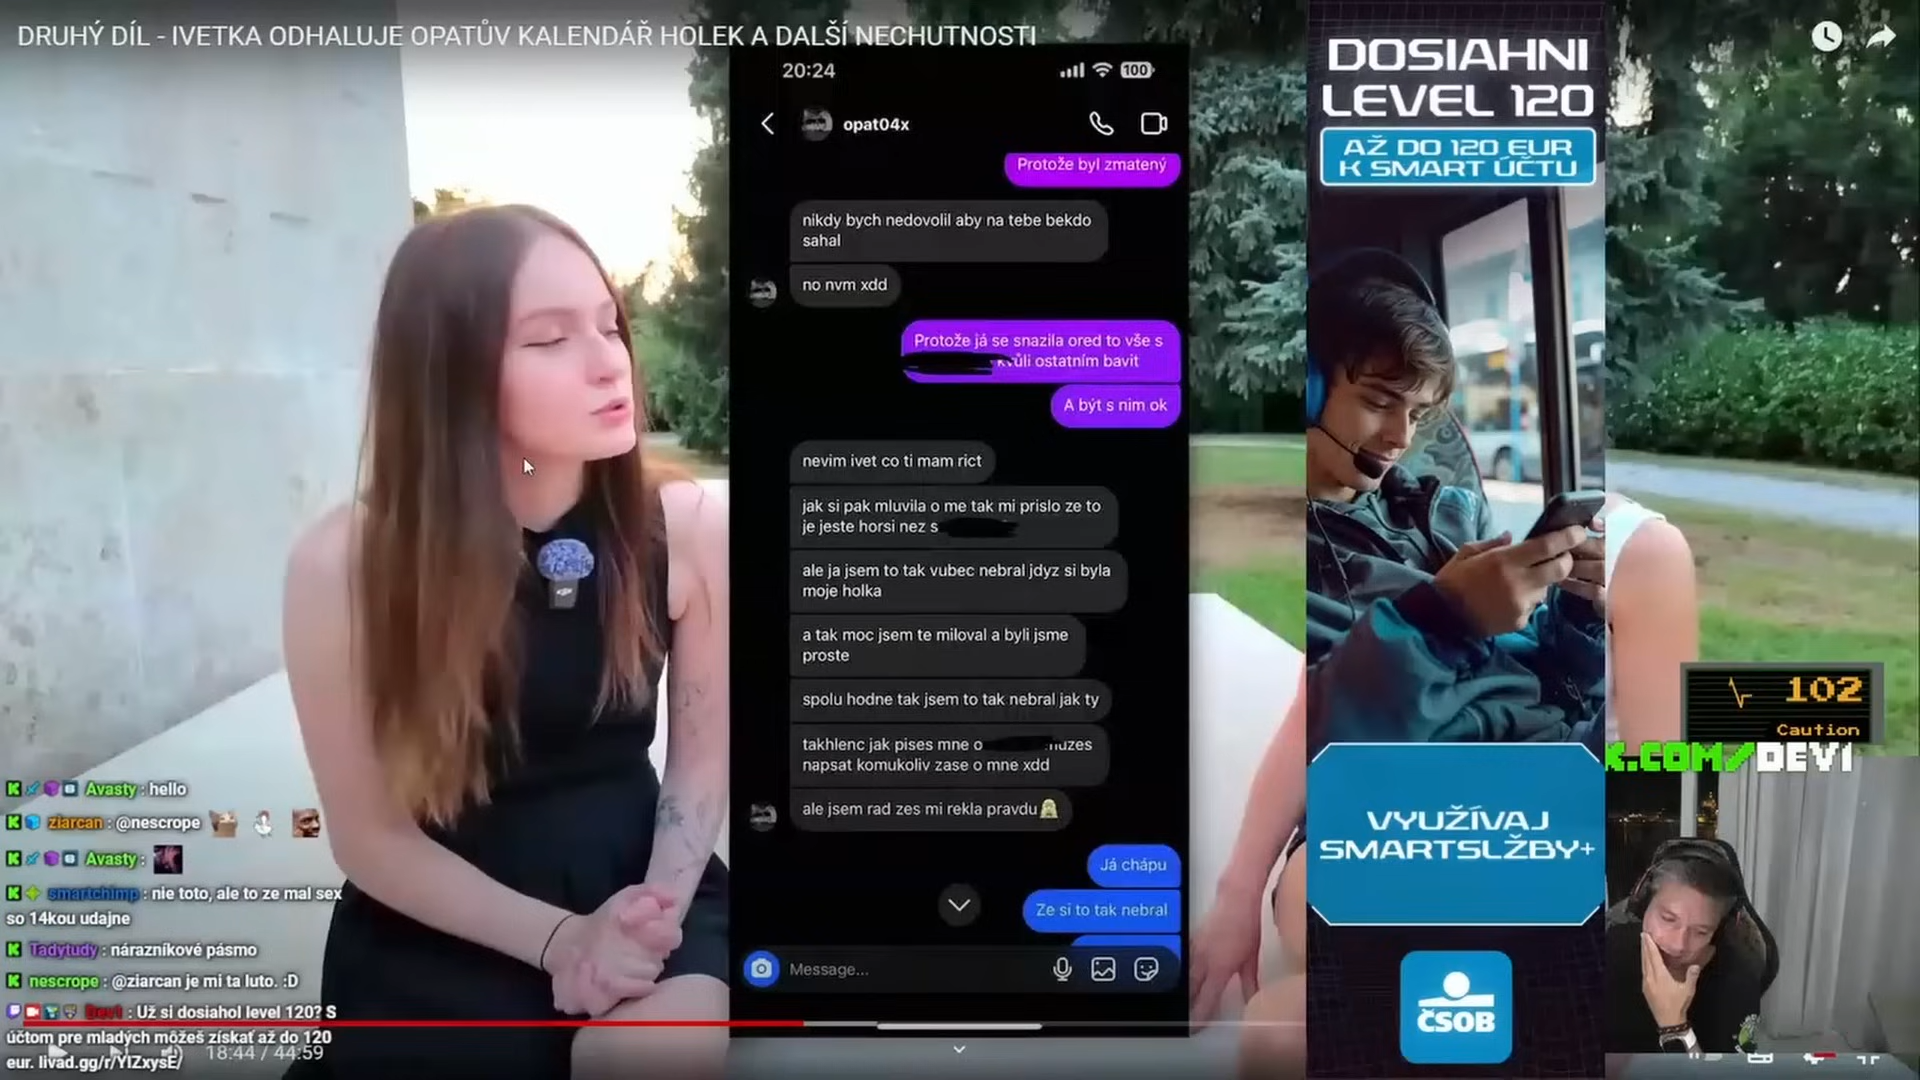 DRUHÝ DÍL - IVETKA ODHALUJE OPATŮV KALENDÁŘ HOLEK A DALŠÍ NECHUTNOSTI
20:24
100
opat04x
Protože byl zmatený
nikdy bych nedovolil aby na tebe bekdo
sahal
no nvm xdd
Protože já se snazila ored to vše s
kvůli ostatním bavit
A být s nim ok
nevim ivet co ti mam rict
jak si pak mluvila o me tak mi prislo ze to
je jeste horsi nez s
ale ja jsem to tak vubec nebral jdyz si byla
moje holka
a tak moc jsem te miloval a byli jsme
proste
spolu hodne tak jsem to tak nebral jak ty
takhlenc jak pises mne o muzes
napsat komukoliv zase o mne xdd
ale jsem rad zes mi rekla pravdu
Já chápu
Ze si to tak nebral
Message...
DOSIAHNI
LEVEL 120
AŽ DO 120 EUR
K SMART ÚČTU
VYUŽÍVAJ
SMARTSLŽBY+
ČSOB
102
Caution
K.COM/DEV1
Avasty : hello
ziarcan : @nescrope
Avasty :
smartchimp : nie toto, ale to ze mal sex
so 14kou udajne
Tadytudy : nárazníkové pásmo
nescrope : @ziarcan je mi ta luto. :D
Dev1 : Už si dosiahol level 120? S
účtom pre mladých môžeš získať až do 120
eur. livad.gg/r/YIZxysE/
18:44 / 44:59